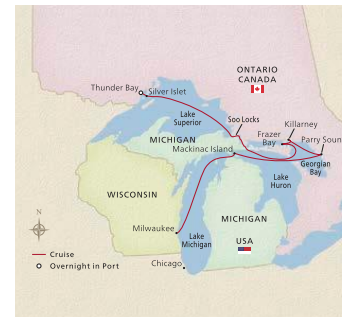 ONTARIO
CANADA
Thunder Bay
Silver Islet
Killarney
Soo Locks
Lake
Superior
Frazer
Bay
Parry Soun
MICHIGAN
Mackinac Island
Georgian
Bay
Lake
Huron
WISCONSIN
MICHIGAN
Milwaukee
Lake
Michigan
USA
N
Cruise
Chicago
Overnight in Port